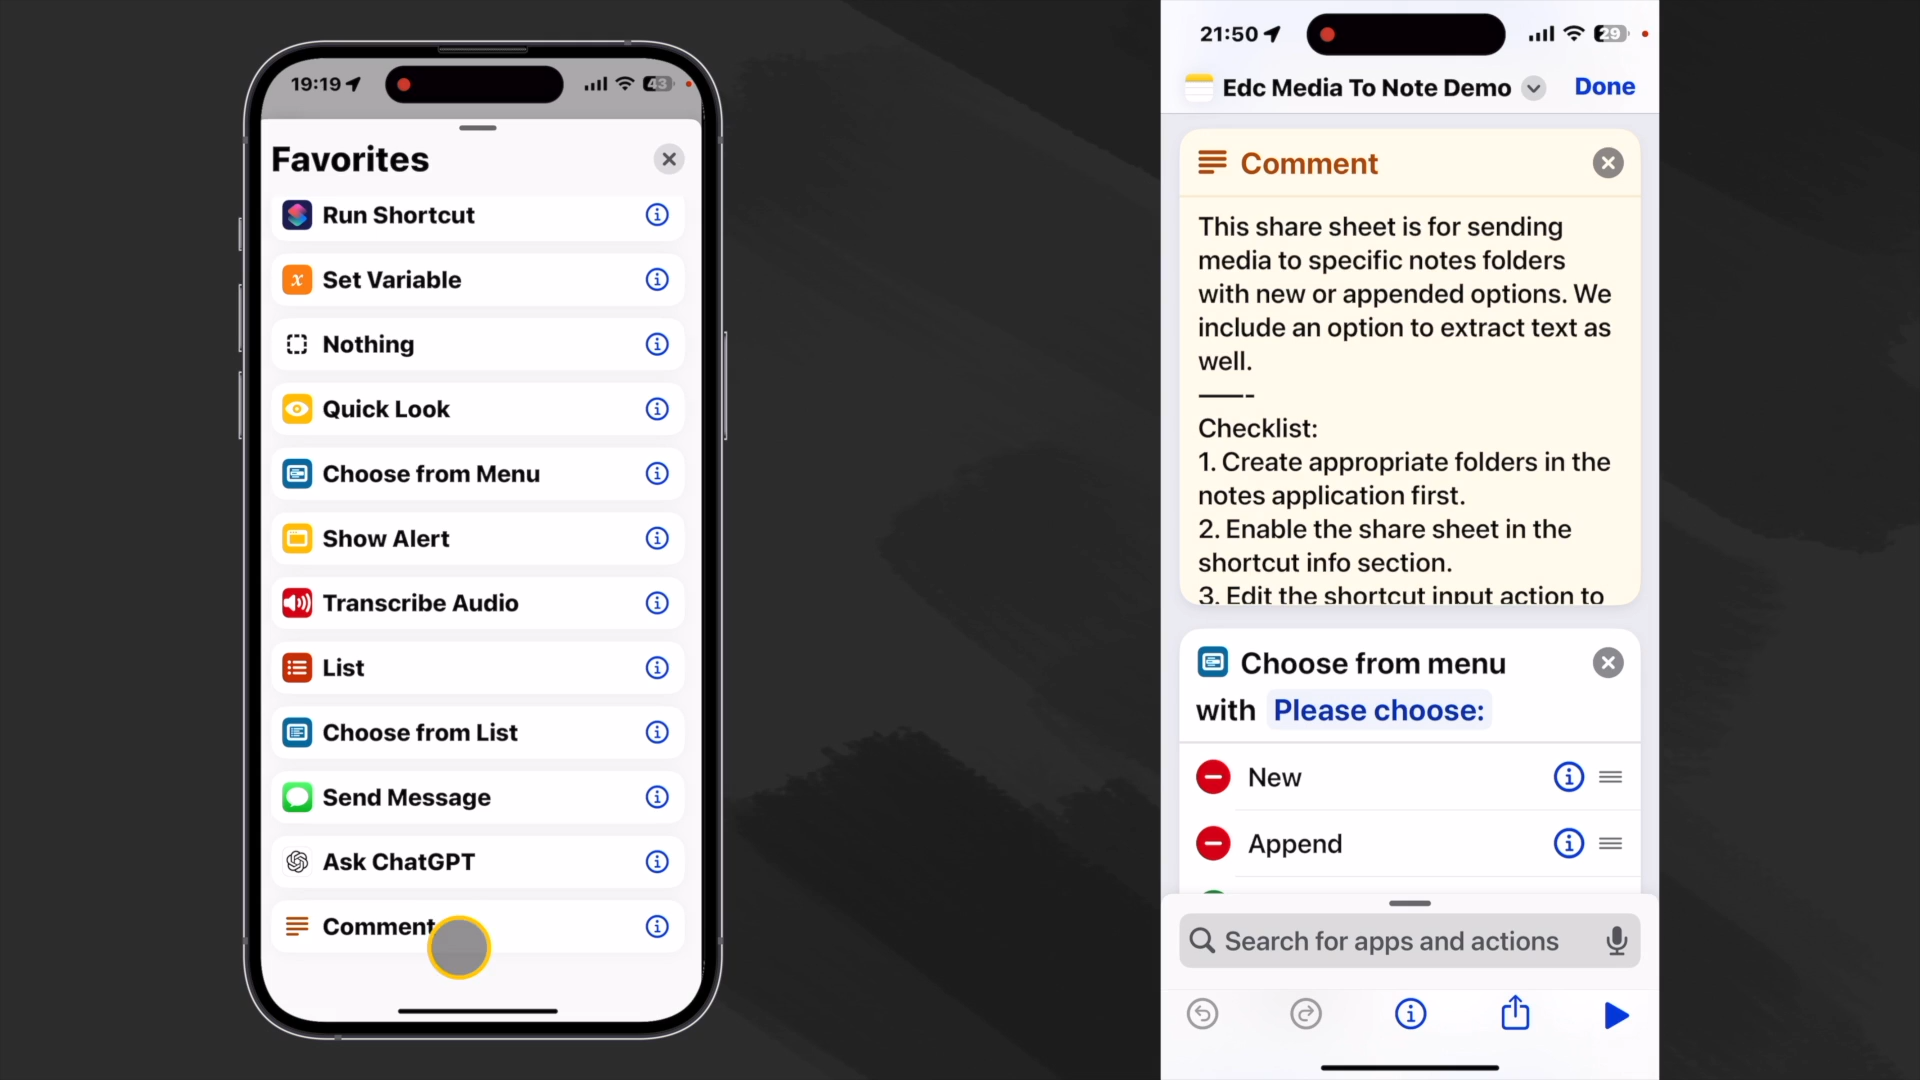 19:19
43
Favorites
Run Shortcut
x Set Variable
Nothing
Quick Look
Choose from Menu
Show Alert
Transcribe Audio
List
Choose from List
Send Message
Ask ChatGPT
Comment
21:50
29
Edc Media To Note Demo
Done
Comment
This share sheet is for sending
media to specific notes folders
with new or appended options. We
include an option to extract text as
well.
——-
Checklist:
1. Create appropriate folders in the
notes application first.
2. Enable the share sheet in the
shortcut info section.
3. Edit the shortcut input action to
Choose from menu
with Please choose:
New
Append
Search for apps and actions